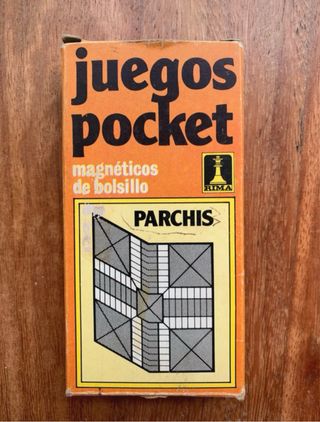 juegos
pocket
magnéticos
de bolsillo
RIMA
PARCHIS